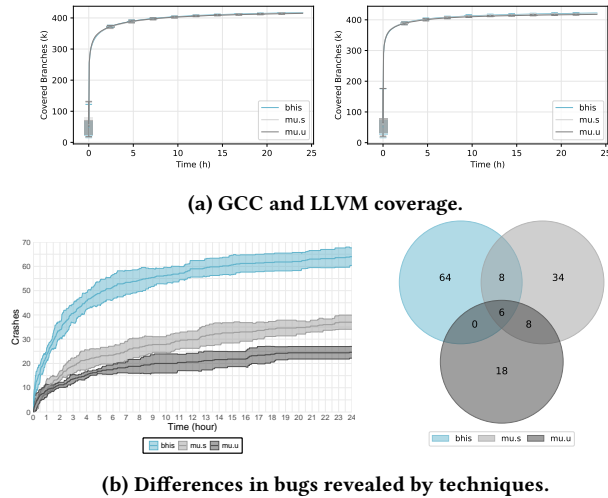 400
300
200
100
0
Covered Branches (k)
bhis
mu.s
mu.u
0 5 10 15 20 25
Time (h)
400
300
200
100
0
Covered Branches (k)
bhis
mu.s
mu.u
0 5 10 15 20 25
Time (h)
(a) GCC and LLVM coverage.
70
60
50
40
30
20
10
0
Crashes
0 1 2 3 4 5 6 7 8 9 10 11 12 13 14 15 16 17 18 19 20 21 22 23 24
Time (hour)
bhis mu.s mu.u
64 8 34
6
0 8
18
bhis mu.s mu.u
(b) Differences in bugs revealed by techniques.